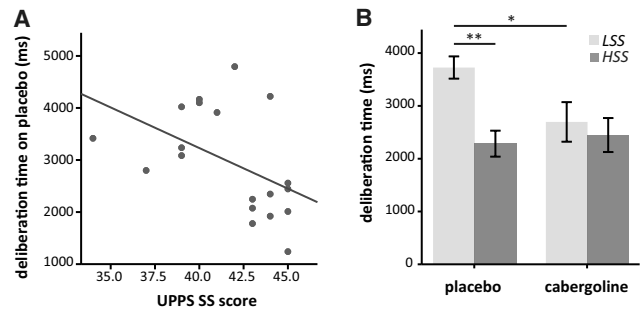 A
deliberation time on placebo (ms)
5000
4000
3000
2000
1000
35.0 37.5 40.0 42.5 45.0
UPPS SS score
B
* 
**
LSS
HSS
deliberation time (ms)
4000
3000
2000
1000
0
placebo cabergoline